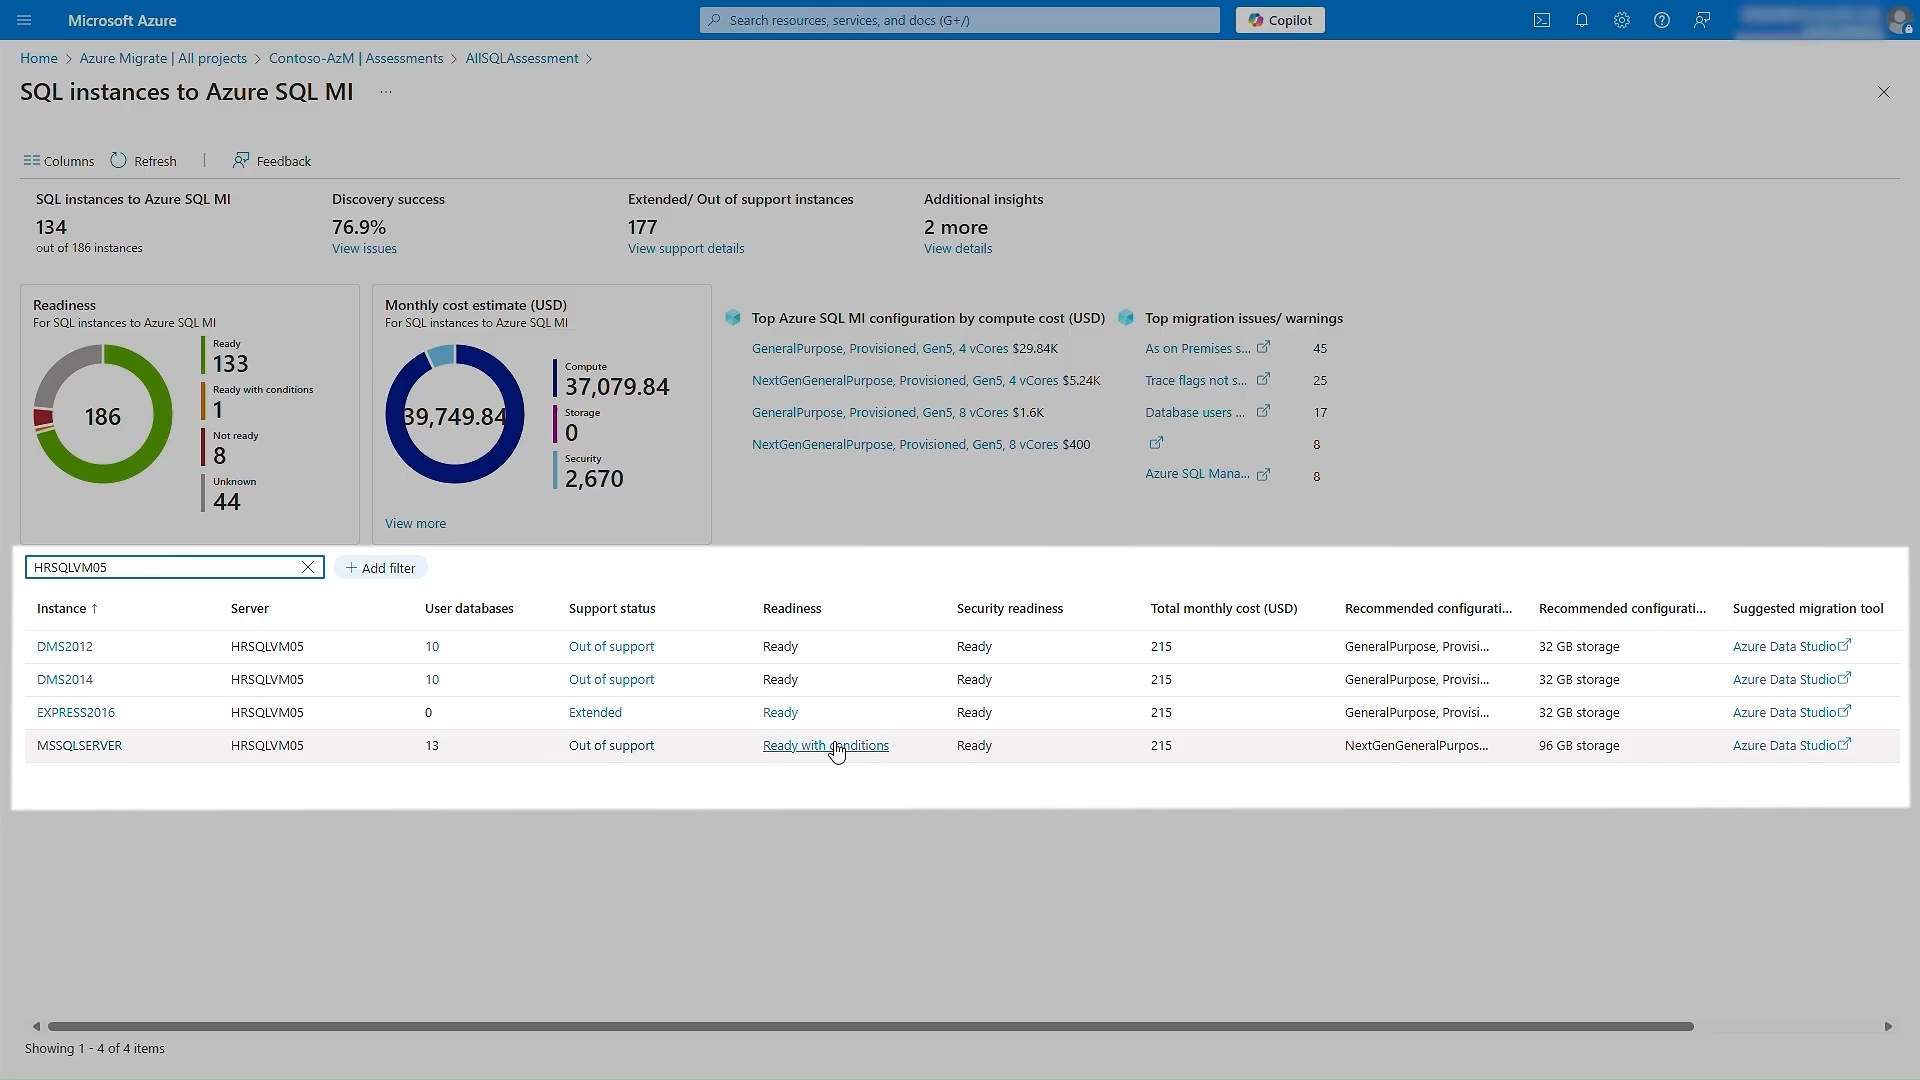 Microsoft Azure
Search resources, services, and docs (G+/)
Copilot
Home > Azure Migrate | All projects > Contoso-AzM | Assessments > AllSQLAssessment >
SQL instances to Azure SQL MI ...
Columns Refresh | Feedback
SQL instances to Azure SQL MI
134
out of 186 instances
Discovery success
76.9%
View issues
Extended/ Out of support instances
177
View support details
Additional insights
2 more
View details
Readiness
For SQL instances to Azure SQL MI
186
Ready
133
Ready with conditions
1
Not ready
8
Unknown
44
Monthly cost estimate (USD)
For SQL instances to Azure SQL MI
39,749.84
Compute
37,079.84
Storage
0
Security
2,670
View more
Top Azure SQL MI configuration by compute cost (USD)
GeneralPurpose, Provisioned, Gen5, 4 vCores $29.84K
NextGenGeneralPurpose, Provisioned, Gen5, 4 vCores $5.24K
GeneralPurpose, Provisioned, Gen5, 8 vCores $1.6K
NextGenGeneralPurpose, Provisioned, Gen5, 8 vCores $400
Top migration issues/ warnings
As on Premises s... 45
Trace flags not s... 25
Database users ... 17
8
Azure SQL Mana... 8
HRSQLVM05
+ Add filter
Instance ↑ Server User databases Support status Readiness Security readiness Total monthly cost (USD) Recommended configurati... Recommended configurati... Suggested migration tool
DMS2012 HRSQLVM05 10 Out of support Ready Ready 215 GeneralPurpose, Provisi... 32 GB storage Azure Data Studio
DMS2014 HRSQLVM05 10 Out of support Ready Ready 215 GeneralPurpose, Provisi... 32 GB storage Azure Data Studio
EXPRESS2016 HRSQLVM05 0 Extended Ready Ready 215 GeneralPurpose, Provisi... 32 GB storage Azure Data Studio
MSSQLSERVER HRSQLVM05 13 Out of support Ready with conditions Ready 215 NextGenGeneralPurpos... 96 GB storage Azure Data Studio
Showing 1 - 4 of 4 items